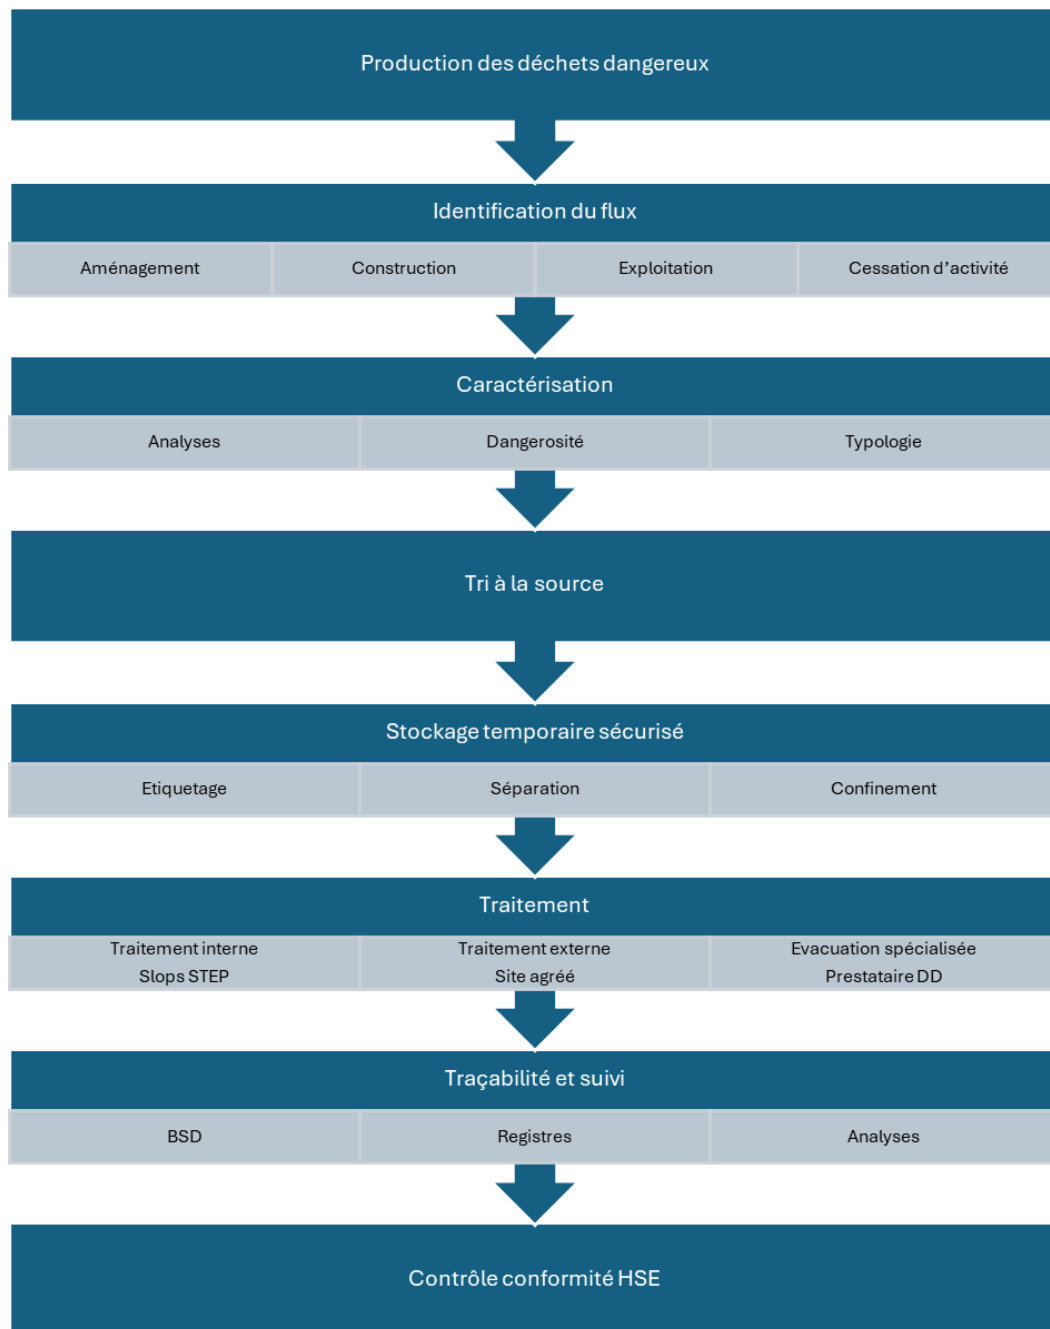 Production des déchets dangereux
Identification du flux
Aménagement
Construction
Exploitation
Cessation d'activité
Caractérisation
Analyses
Dangerosité
Typologie
Tri à la source
Stockage temporaire sécurisé
Etiquetage
Séparation
Confinement
Traitement
Traitement interne
Slops STEP
Traitement externe
Site agréé
Evacuation spécialisée
Prestataire DD
Traçabilité et suivi
BSD
Registres
Analyses
Contrôle conformité HSE